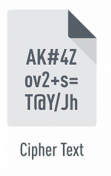 AK#4Z
ov2+s=
T@Y/Jh
Cipher Text